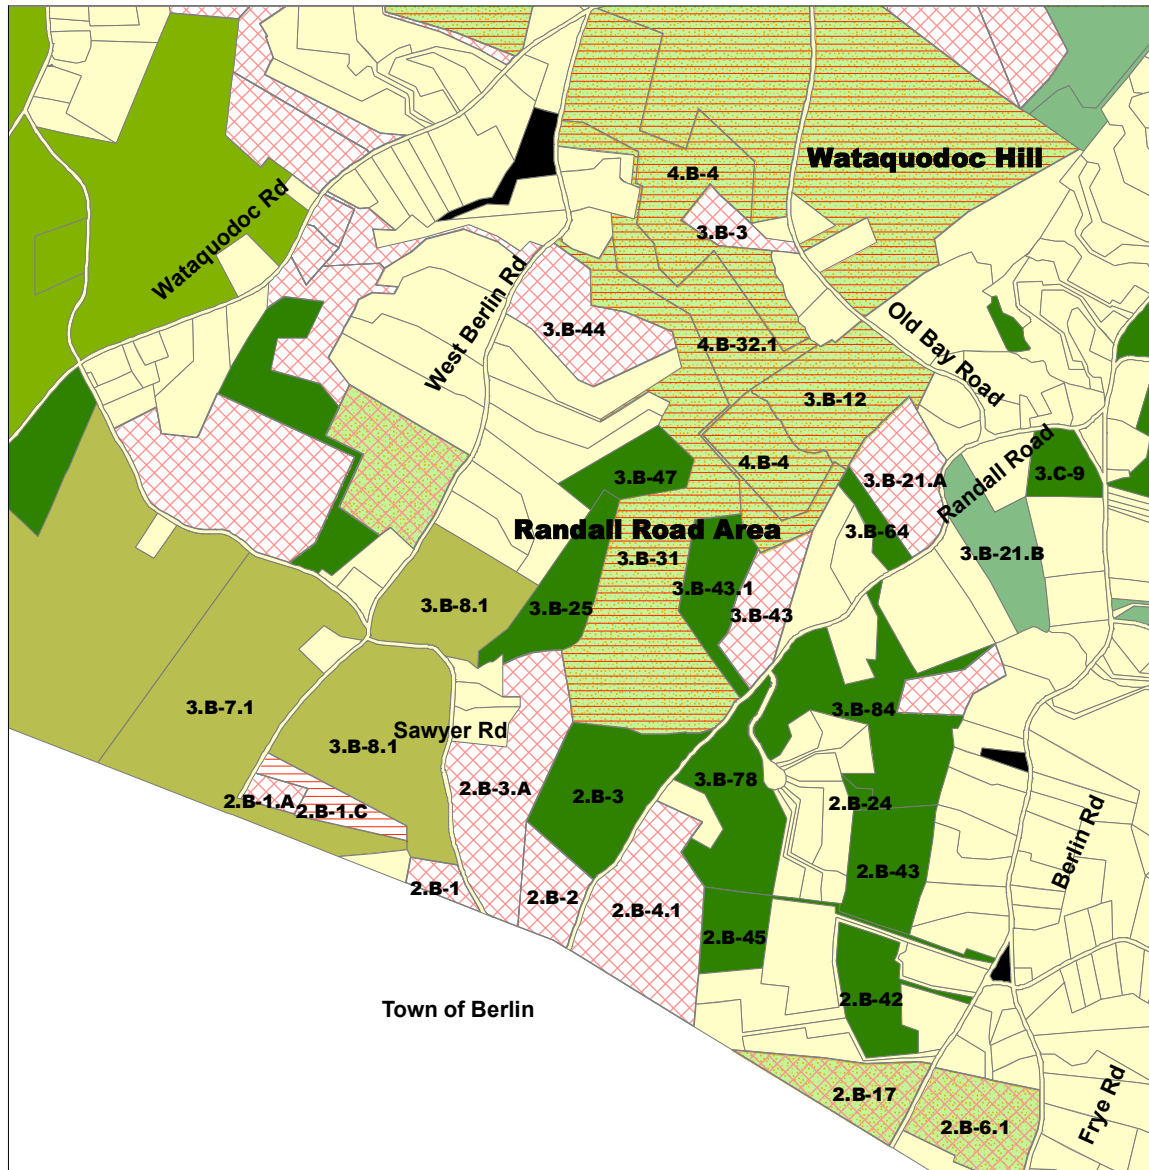 Wataquodoc Hill
4.B-4
Wataquodoc Rd
3.B-3
West Berlin Rd
3.B-44
4.B-32.1
Old Bay Road
3.B-12
4.B-4
3.B-47
3.B-21.A
Randall Road
3.C-9
Randall Road Area
3.B-64
3.B-31
3.B-21.B
3.B-43.1
3.B-8.1
3.B-25
3.B-43
3.B-7.1
3.B-84
Sawyer Rd
3.B-8.1
3.B-78
2.B-3.A
2.B-3
2.B-1.A
2.B-1.C
2.B-24
Berlin Rd
2.B-43
2.B-1
2.B-2
2.B-4.1
2.B-45
2.B-42
Town of Berlin
2.B-17
Frye Rd
2.B-6.1